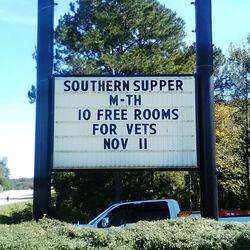 SOUTHERN SUPPER
M-TH
10 FREE ROOMS
FOR VETS
NOV 11